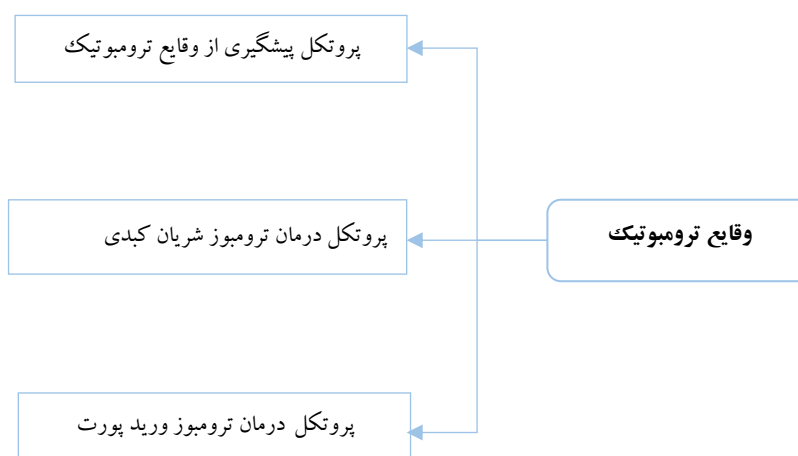 پروتکل پیشگیری از وقایع ترومبوتیک
وقایع ترومبوتیک
پروتکل درمان ترومبوز شریان کبدی
پروتکل درمان ترومبوز ورید پورت